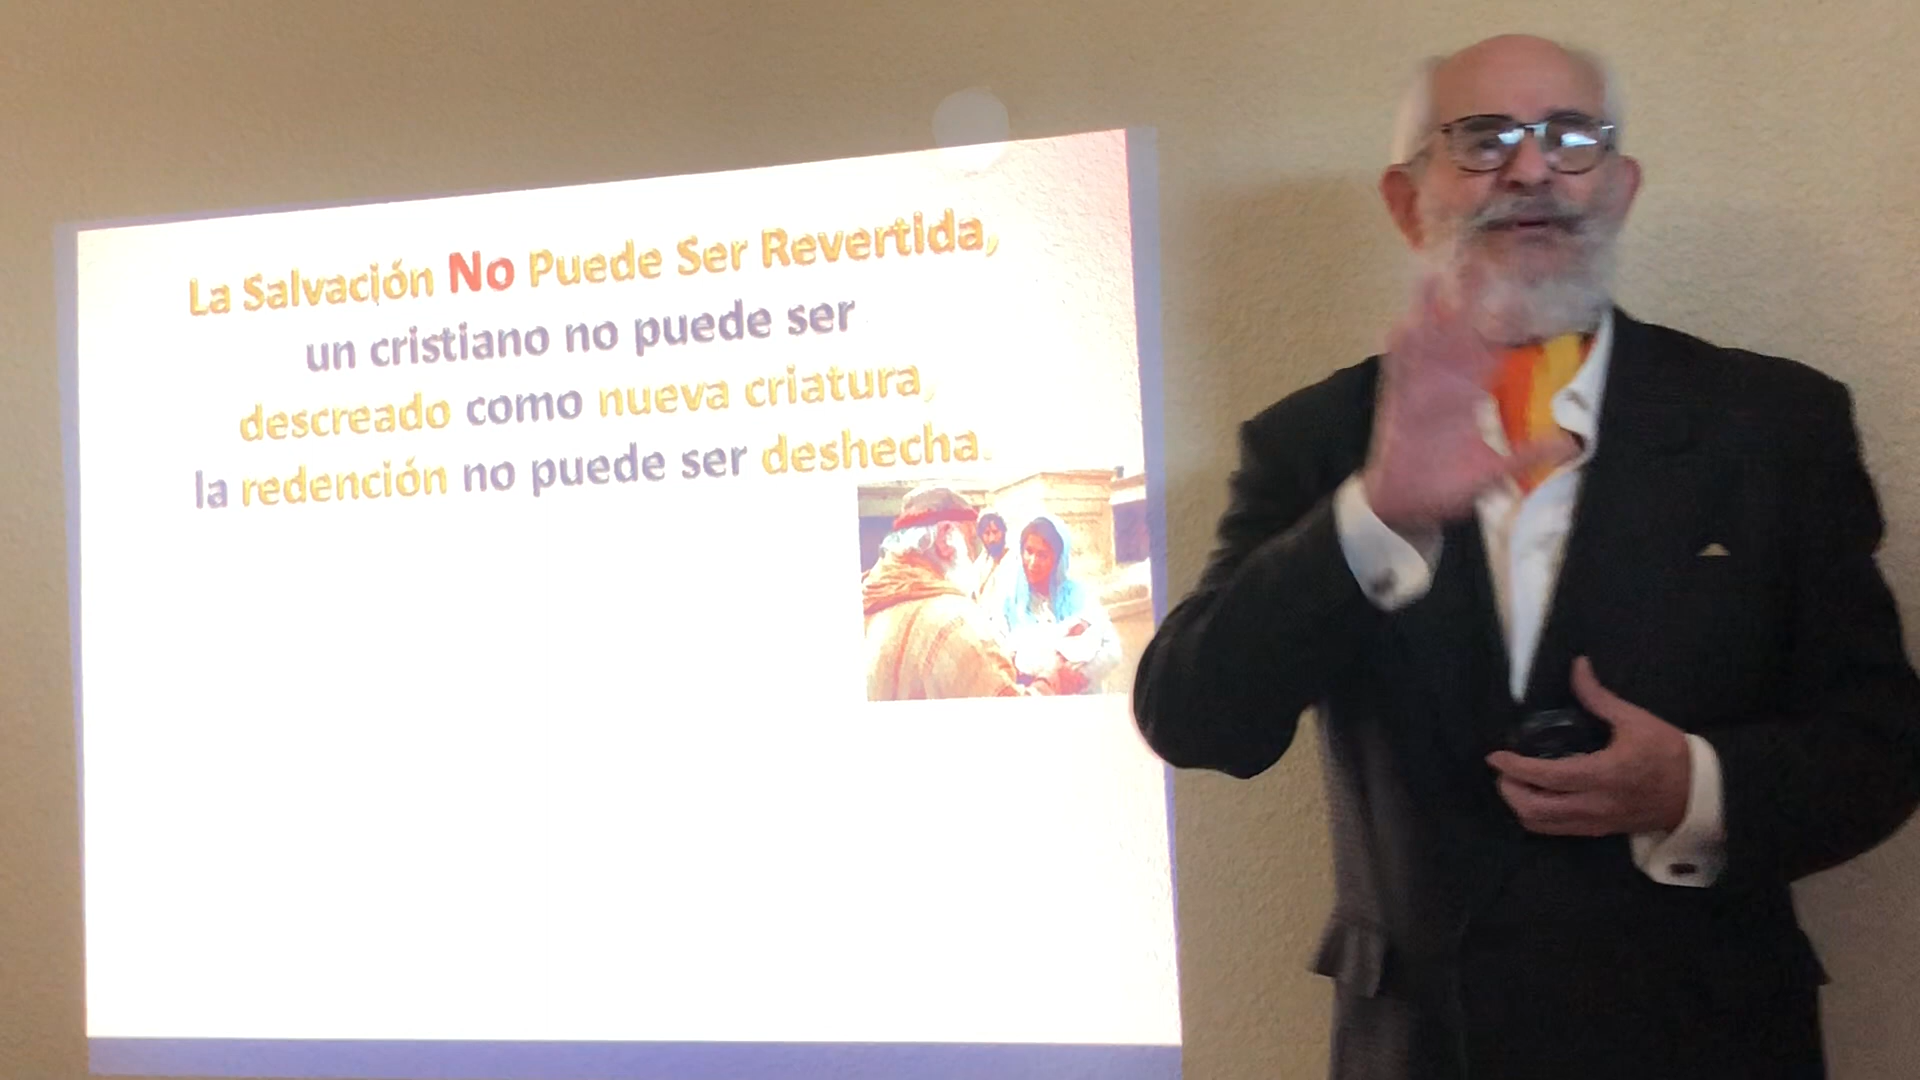 La Salvación No Puede Ser Revertida,
un cristiano no puede ser
descreado como nueva criatura,
la redención no puede ser deshecha.